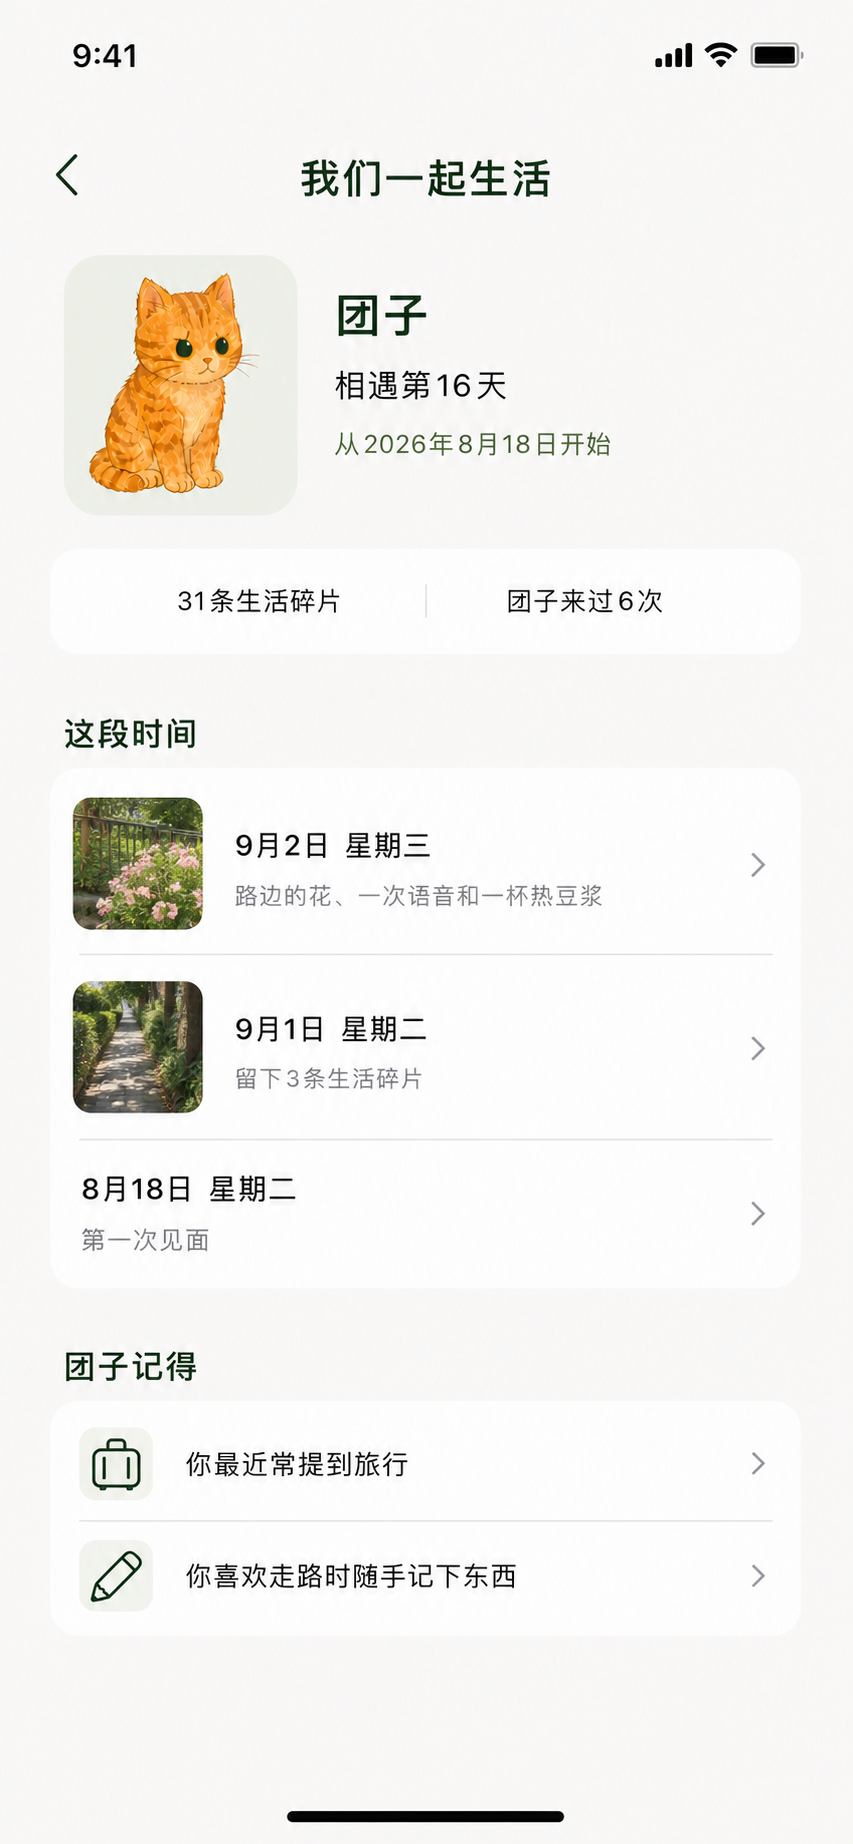 9:41
我们一起生活
团子
相遇第16天
从2026年8月18日开始
31条生活碎片
团子来过6次
这段时间
9月2日 星期三
路边的花、一次语音和一杯热豆浆
9月1日 星期二
留下3条生活碎片
8月18日 星期二
第一次见面
团子记得
你最近常提到旅行
你喜欢走路时随手记下东西